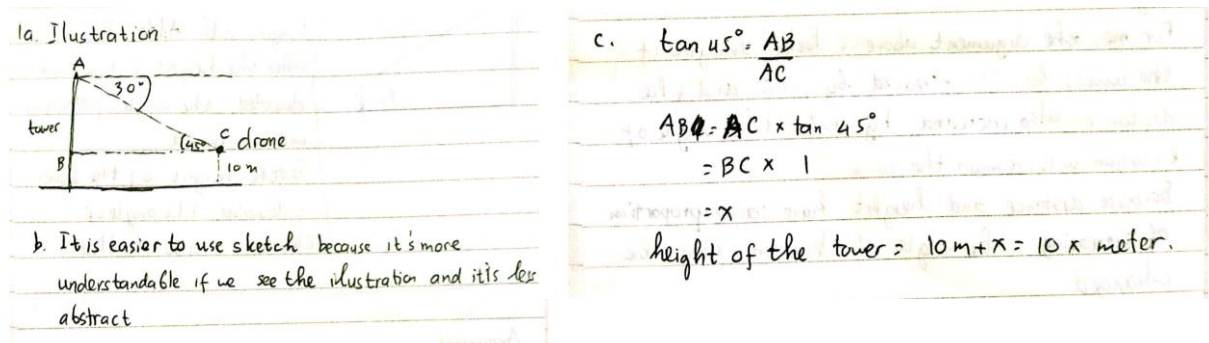 1a. Ilustration
A
30°
tower
45°
C
drone
B
10 m
b. It is easier to use sketch because it's more
understandable if we see the ilustration and it is less
abstract
c. tan 45° = AB
AC
AB = AC x tan 45°
= BC x 1
= x
height of the tower = 10 m + x = 10 x meter.